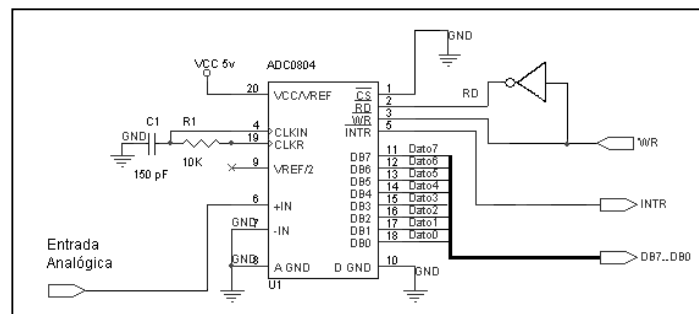 GND
VCC 5v
ADC0804
20
VCC/VREF
CS
1
RD
2
WR
3
INTR
5
RD
*WR
C1
R1
GND
150 pF
10K
4
CLKIN
19
CLKR
9
VREF/2
6
+IN
GND
7
-IN
GND
8
A GND
D GND
10
GND
U1
DB7
11
Dato7
DB6
12
Dato6
DB5
13
Dato5
DB4
14
Dato4
DB3
15
Dato3
DB2
16
Dato2
DB1
17
Dato1
DB0
18
Dato0
INTR
DB7...DB0
Entrada
Analógica